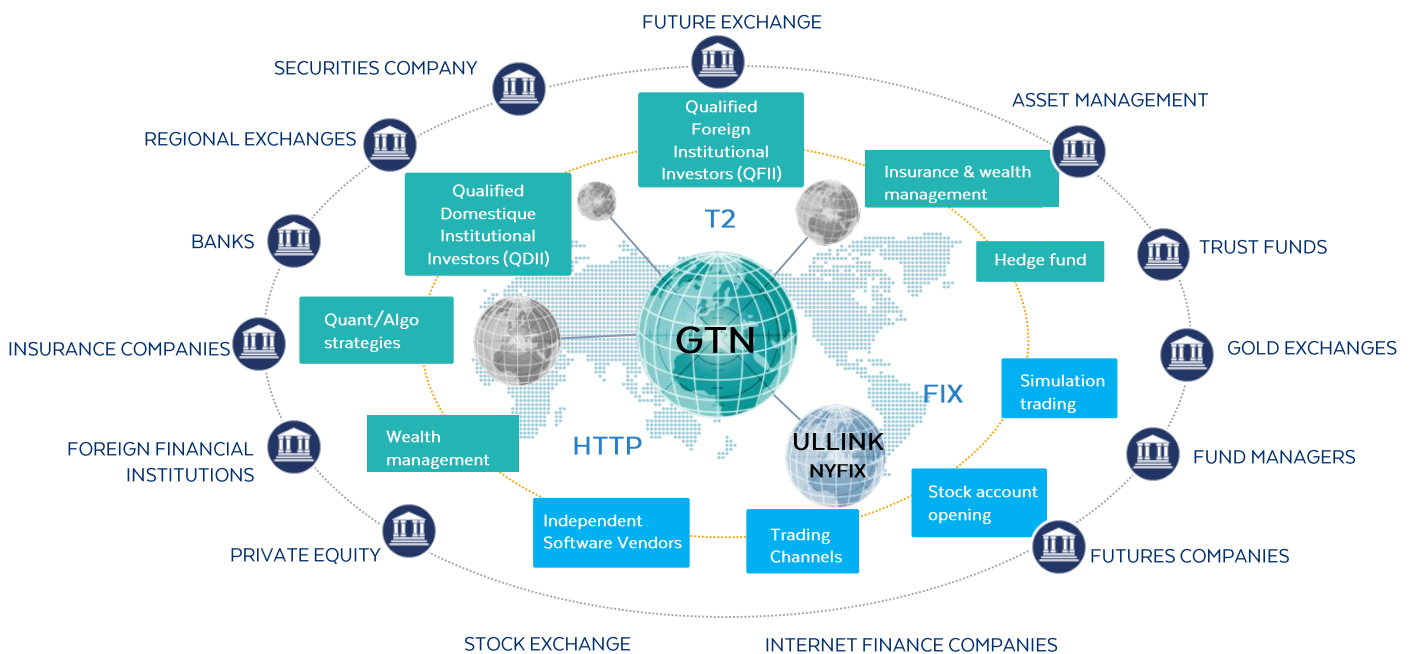 FUTURE EXCHANGE
SECURITIES COMPANY
ASSET MANAGEMENT
REGIONAL EXCHANGES
Qualified
Foreign
Institutional
Investors (QFII)
Insurance & wealth
management
Qualified
Domestique
Institutional
Investors (QDII)
T2
BANKS
TRUST FUNDS
Hedge fund
Quant/Algo
strategies
GTN
INSURANCE COMPANIES
GOLD EXCHANGES
Simulation
trading
FIX
Wealth
management
HTTP
ULLINK
NYFIX
FOREIGN FINANCIAL
INSTITUTIONS
FUND MANAGERS
Stock account
opening
Independent
Software Vendors
Trading
Channels
PRIVATE EQUITY
FUTURES COMPANIES
STOCK EXCHANGE
INTERNET FINANCE COMPANIES